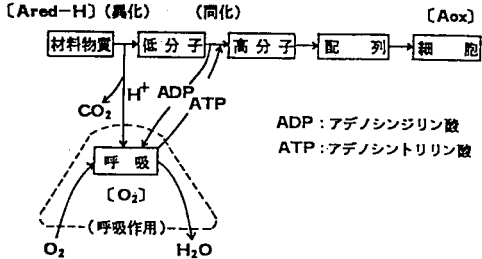 〔Ared-H〕(異化) (同化) 〔Aox〕
材料物質 低分子 高分子 配列 細胞
H⁺ ADP
CO₂ ATP
ADP:アデノシンジリン酸
ATP:アデノシントリリン酸
呼吸
〔O₂〕
(呼吸作用)
O₂ H₂O